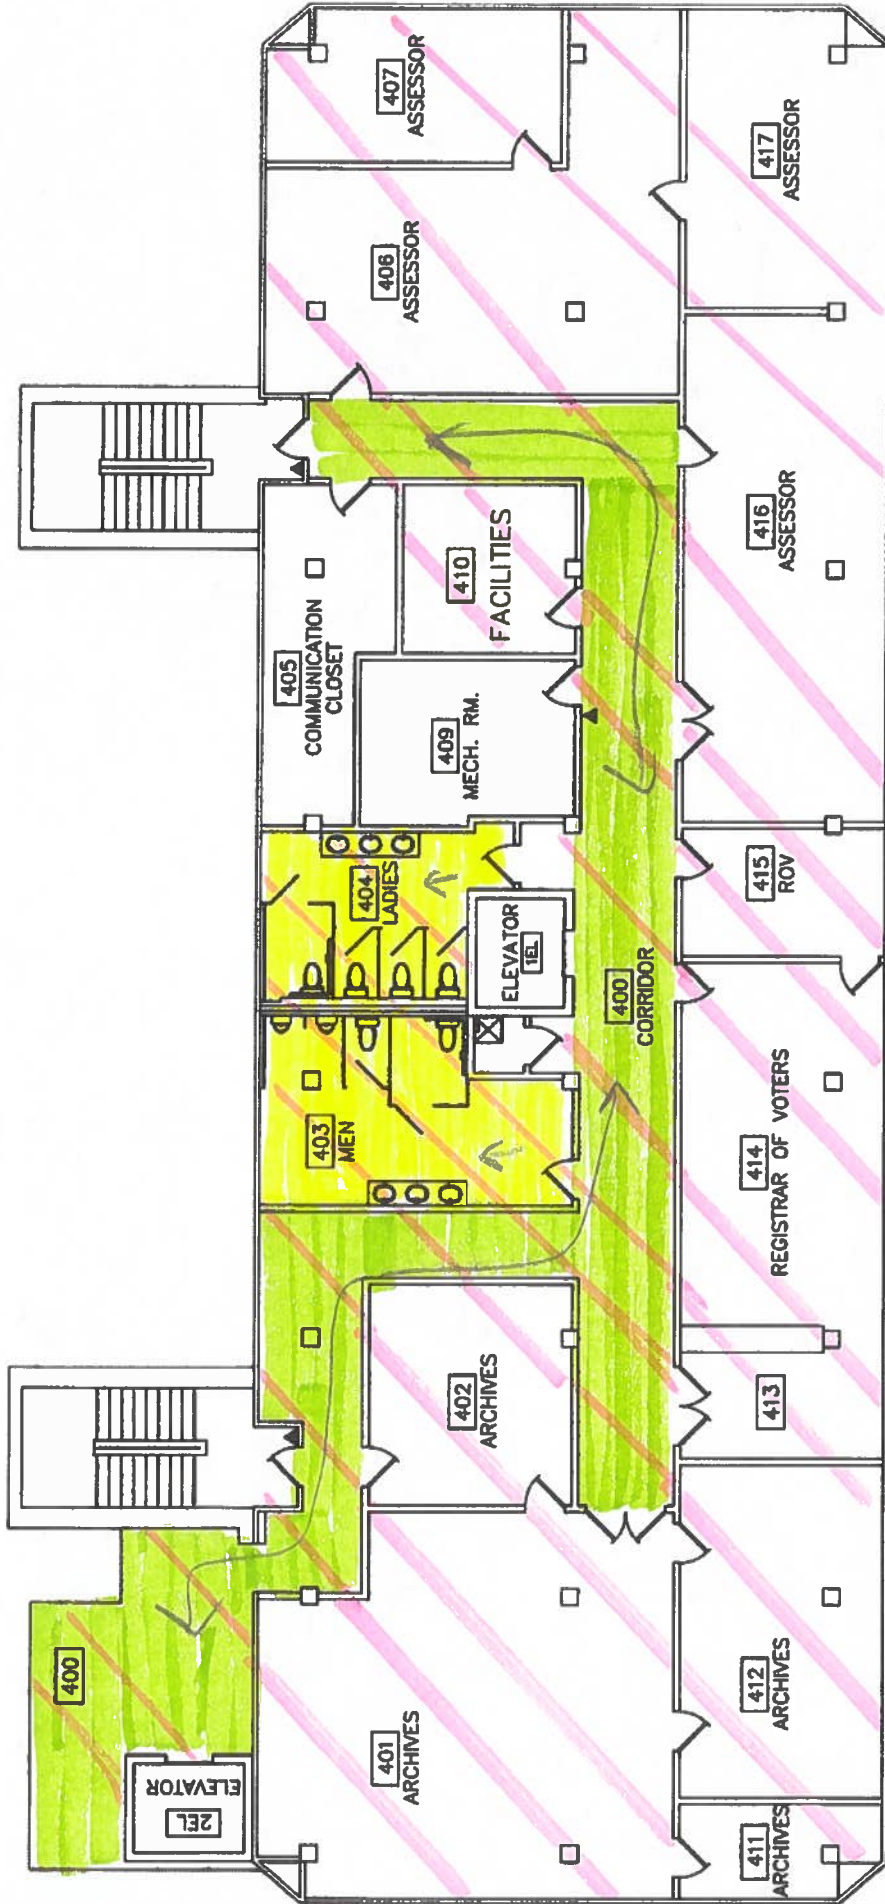 407
ASSESSOR
406
ASSESSOR
417
ASSESSOR
416
ASSESSOR
405
COMMUNICATION
CLOSET
410
FACILITIES
409
MECH. RM.
404
LADIES
ELEVATOR
1EL
415
ROV
400
CORRIDOR
403
MEN
414
REGISTRAR OF VOTERS
413
402
ARCHIVES
400
ELEVATOR
2EL
401
ARCHIVES
412
ARCHIVES
411
ARCHIVES